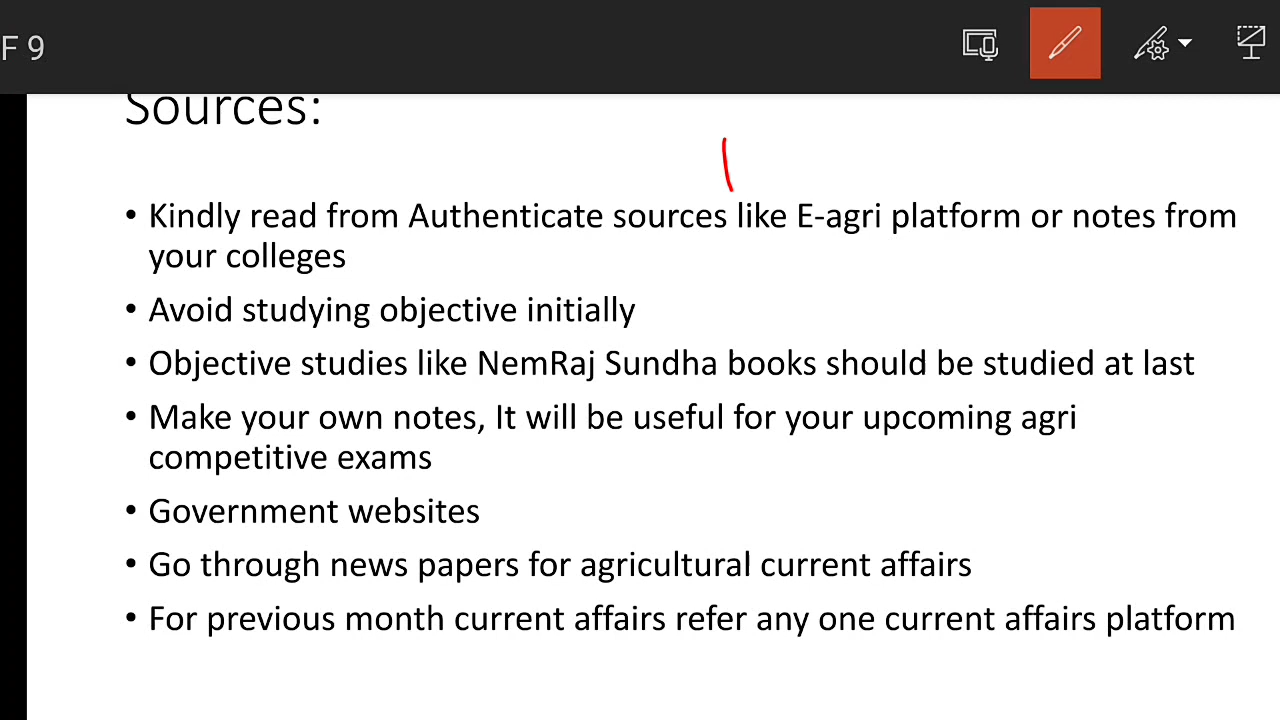 F 9
Sources:
• Kindly read from Authenticate sources like E-agri platform or notes from
your colleges
• Avoid studying objective initially
• Objective studies like NemRaj Sundha books should be studied at last
• Make your own notes, It will be useful for your upcoming agri
competitive exams
• Government websites
• Go through news papers for agricultural current affairs
• For previous month current affairs refer any one current affairs platform